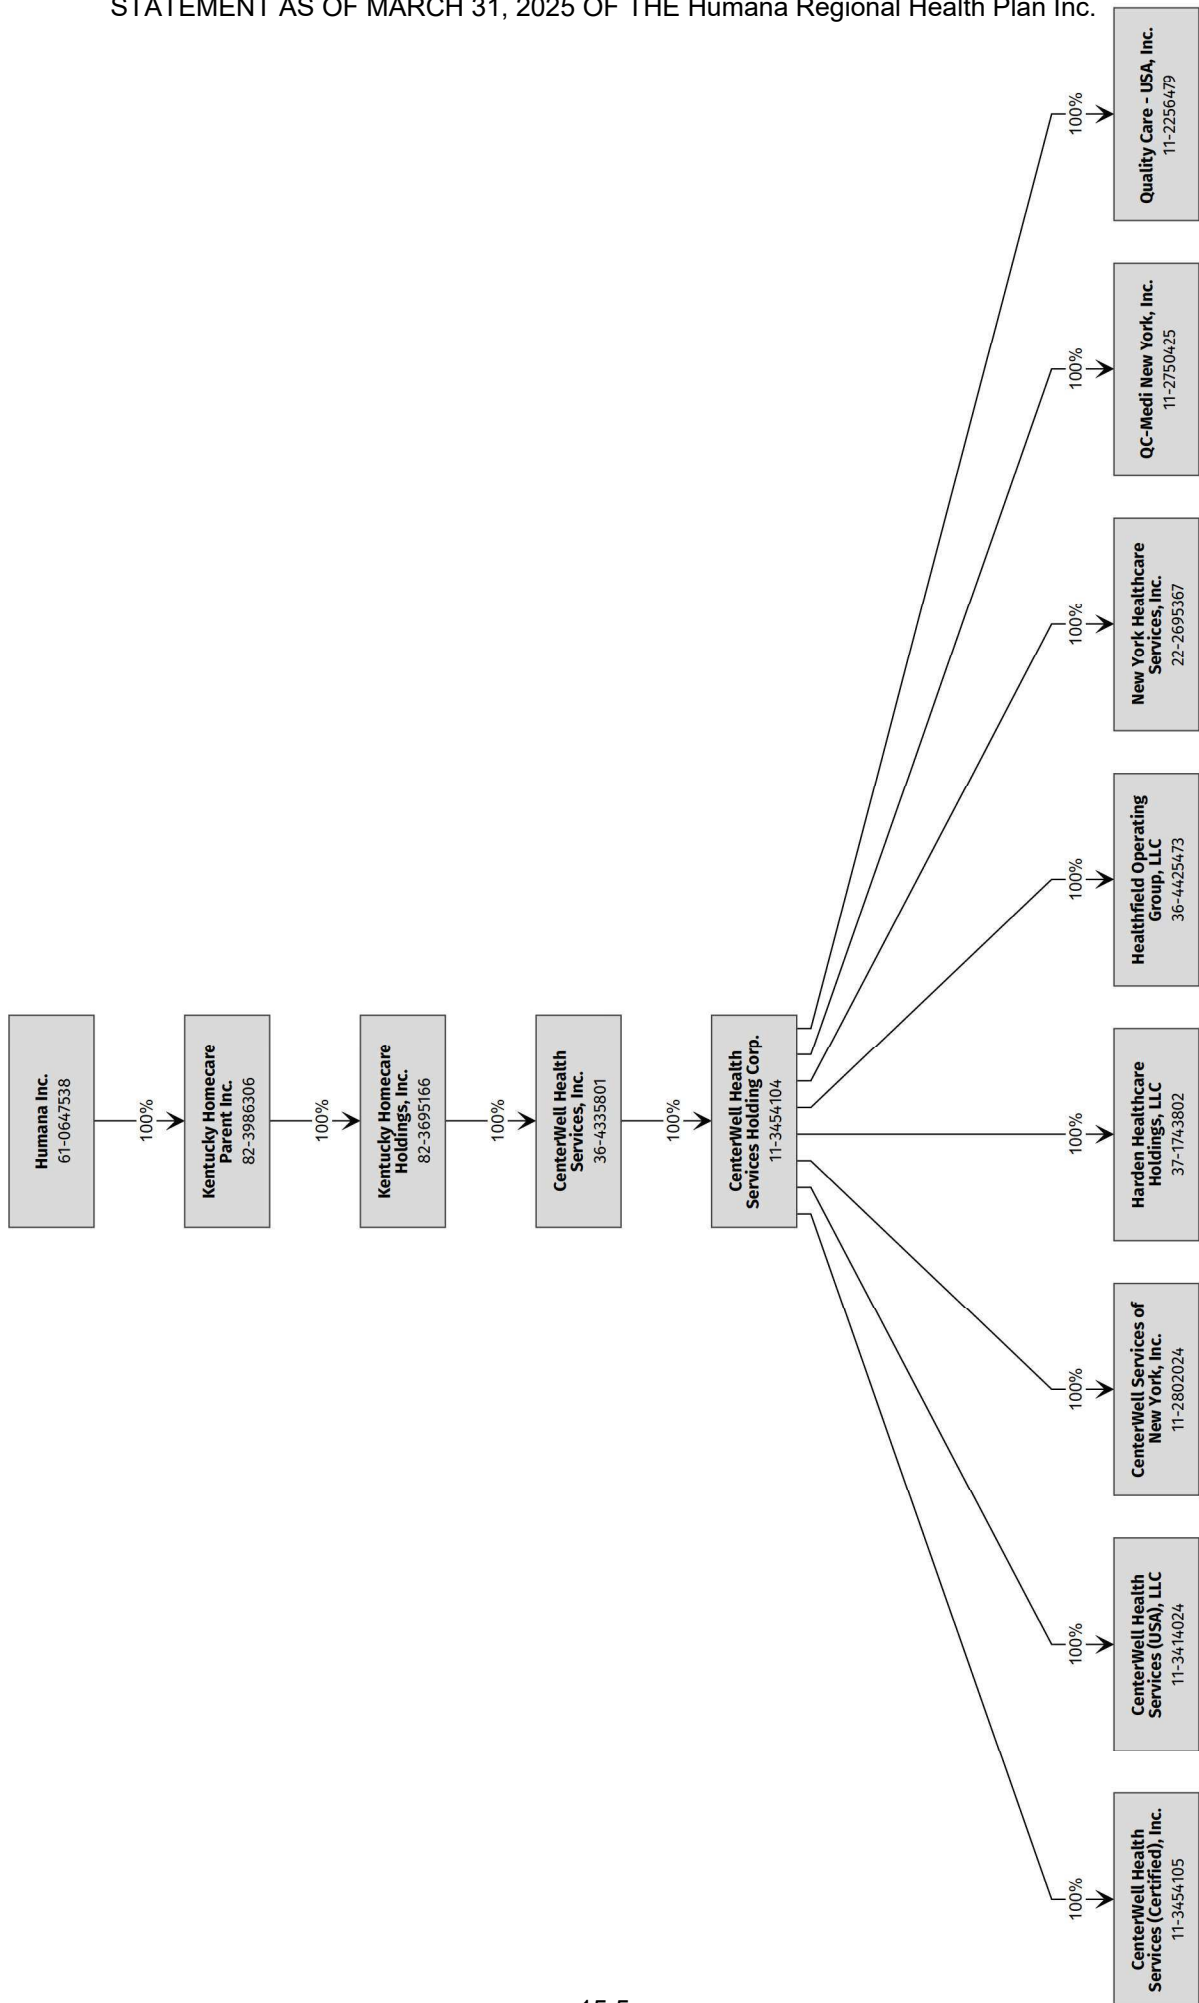 STATEMENT AS OF MARCH 31, 2025 OF THE Humana Regional Health Plan Inc.
Humana Inc.
61-0647538
100%
Kentucky Homecare
Parent Inc.
82-3986306
100%
Kentucky Homecare
Holdings, Inc.
82-3695166
100%
CenterWell Health
Services, Inc.
36-4335801
100%
CenterWell Health
Services Holding Corp.
11-3454104
100%
CenterWell Health
Services (Certified), Inc.
11-3454105
100%
CenterWell Health
Services (USA), LLC
11-3414024
100%
CenterWell Services of
New York, Inc.
11-2802024
100%
Harden Healthcare
Holdings, LLC
37-1743802
100%
Healthfield Operating
Group, LLC
36-4425473
100%
New York Healthcare
Services, Inc.
22-2695367
100%
QC-Medi New York, Inc.
11-2750425
100%
Quality Care - USA, Inc.
11-2256479